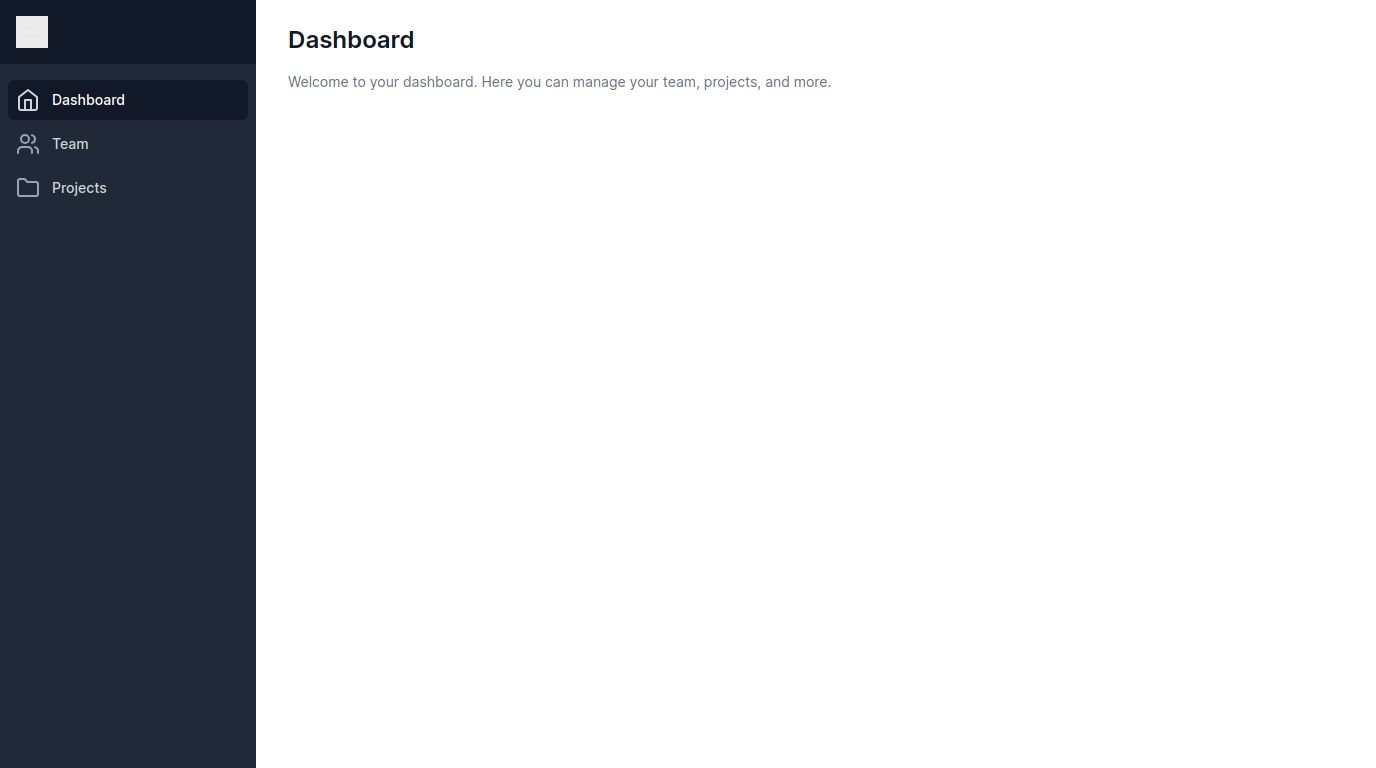 Dashboard
Team
Projects
Dashboard
Welcome to your dashboard. Here you can manage your team, projects, and more.